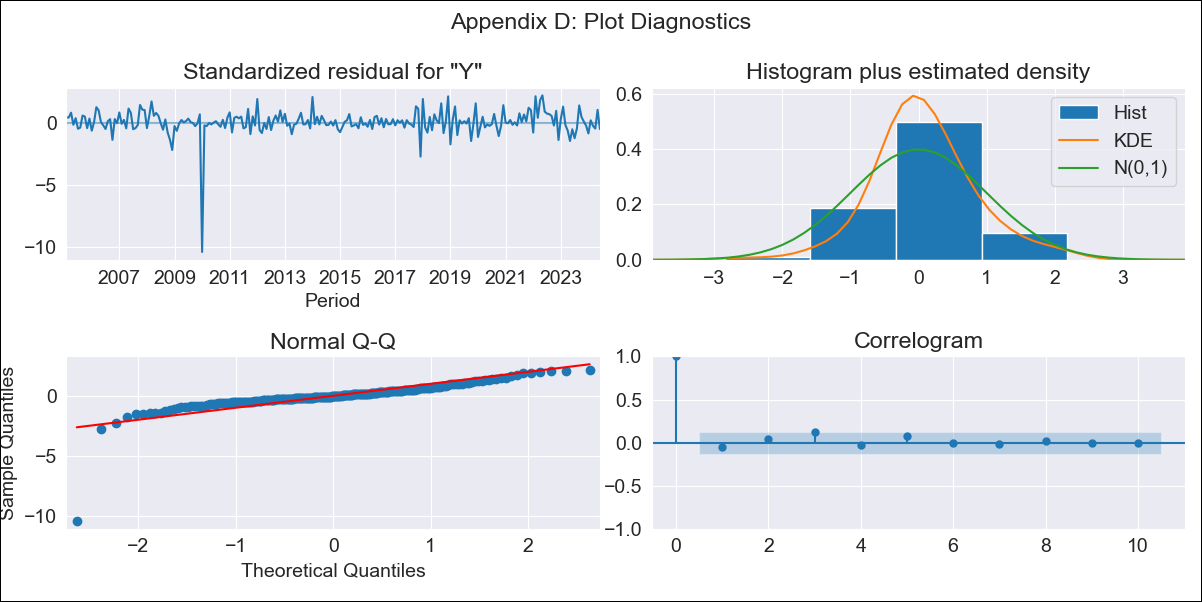 Appendix D: Plot Diagnostics
Standardized residual for "Y"
0
−5
−10
2007 2009 2011 2013 2015 2017 2019 2021 2023
Period
Histogram plus estimated density
0.6
0.4
0.2
0.0
Hist
KDE
N(0,1)
−3 −2 −1 0 1 2 3
Normal Q-Q
Sample Quantiles
0
−5
−10
−2 −1 0 1 2
Theoretical Quantiles
Correlogram
1.0
0.5
0.0
−0.5
−1.0
0 2 4 6 8 10